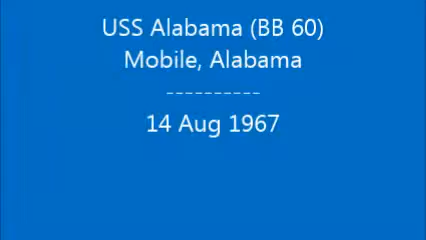 USS Alabama (BB 60)
Mobile, Alabama
----------
14 Aug 1967